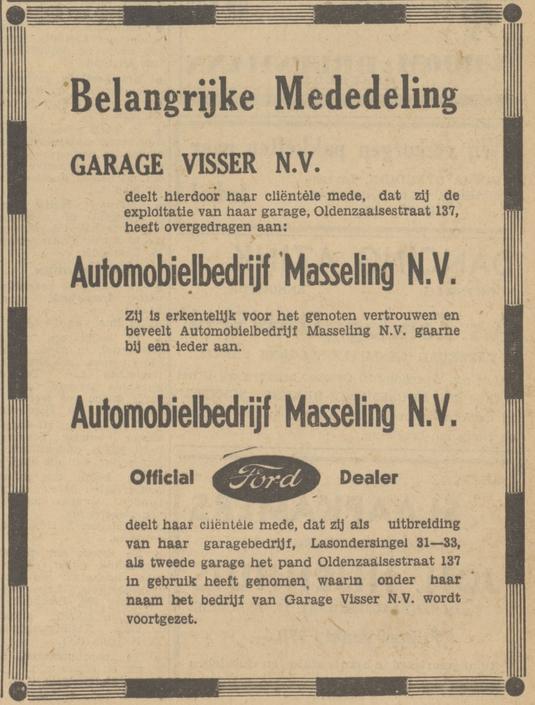 Belangrijke Mededeling
GARAGE VISSER N.V.
deelt hierdoor haar cliëntèle mede, dat zij de
exploitatie van haar garage, Oldenzaalsestraat 137,
heeft overgedragen aan:
Automobielbedrijf Masseling N.V.
Zij is erkentelijk voor het genoten vertrouwen en
beveelt Automobielbedrijf Masseling N.V. gaarne
bij een ieder aan.
Automobielbedrijf Masseling N.V.
Official Ford Dealer
deelt haar cliëntèle mede, dat zij als uitbreiding
van haar garagebedrijf, Lasondersingel 31—33,
als tweede garage het pand Oldenzaalsestraat 137
in gebruik heeft genomen, waarin onder haar
naam het bedrijf van Garage Visser N.V. wordt
voortgezet.